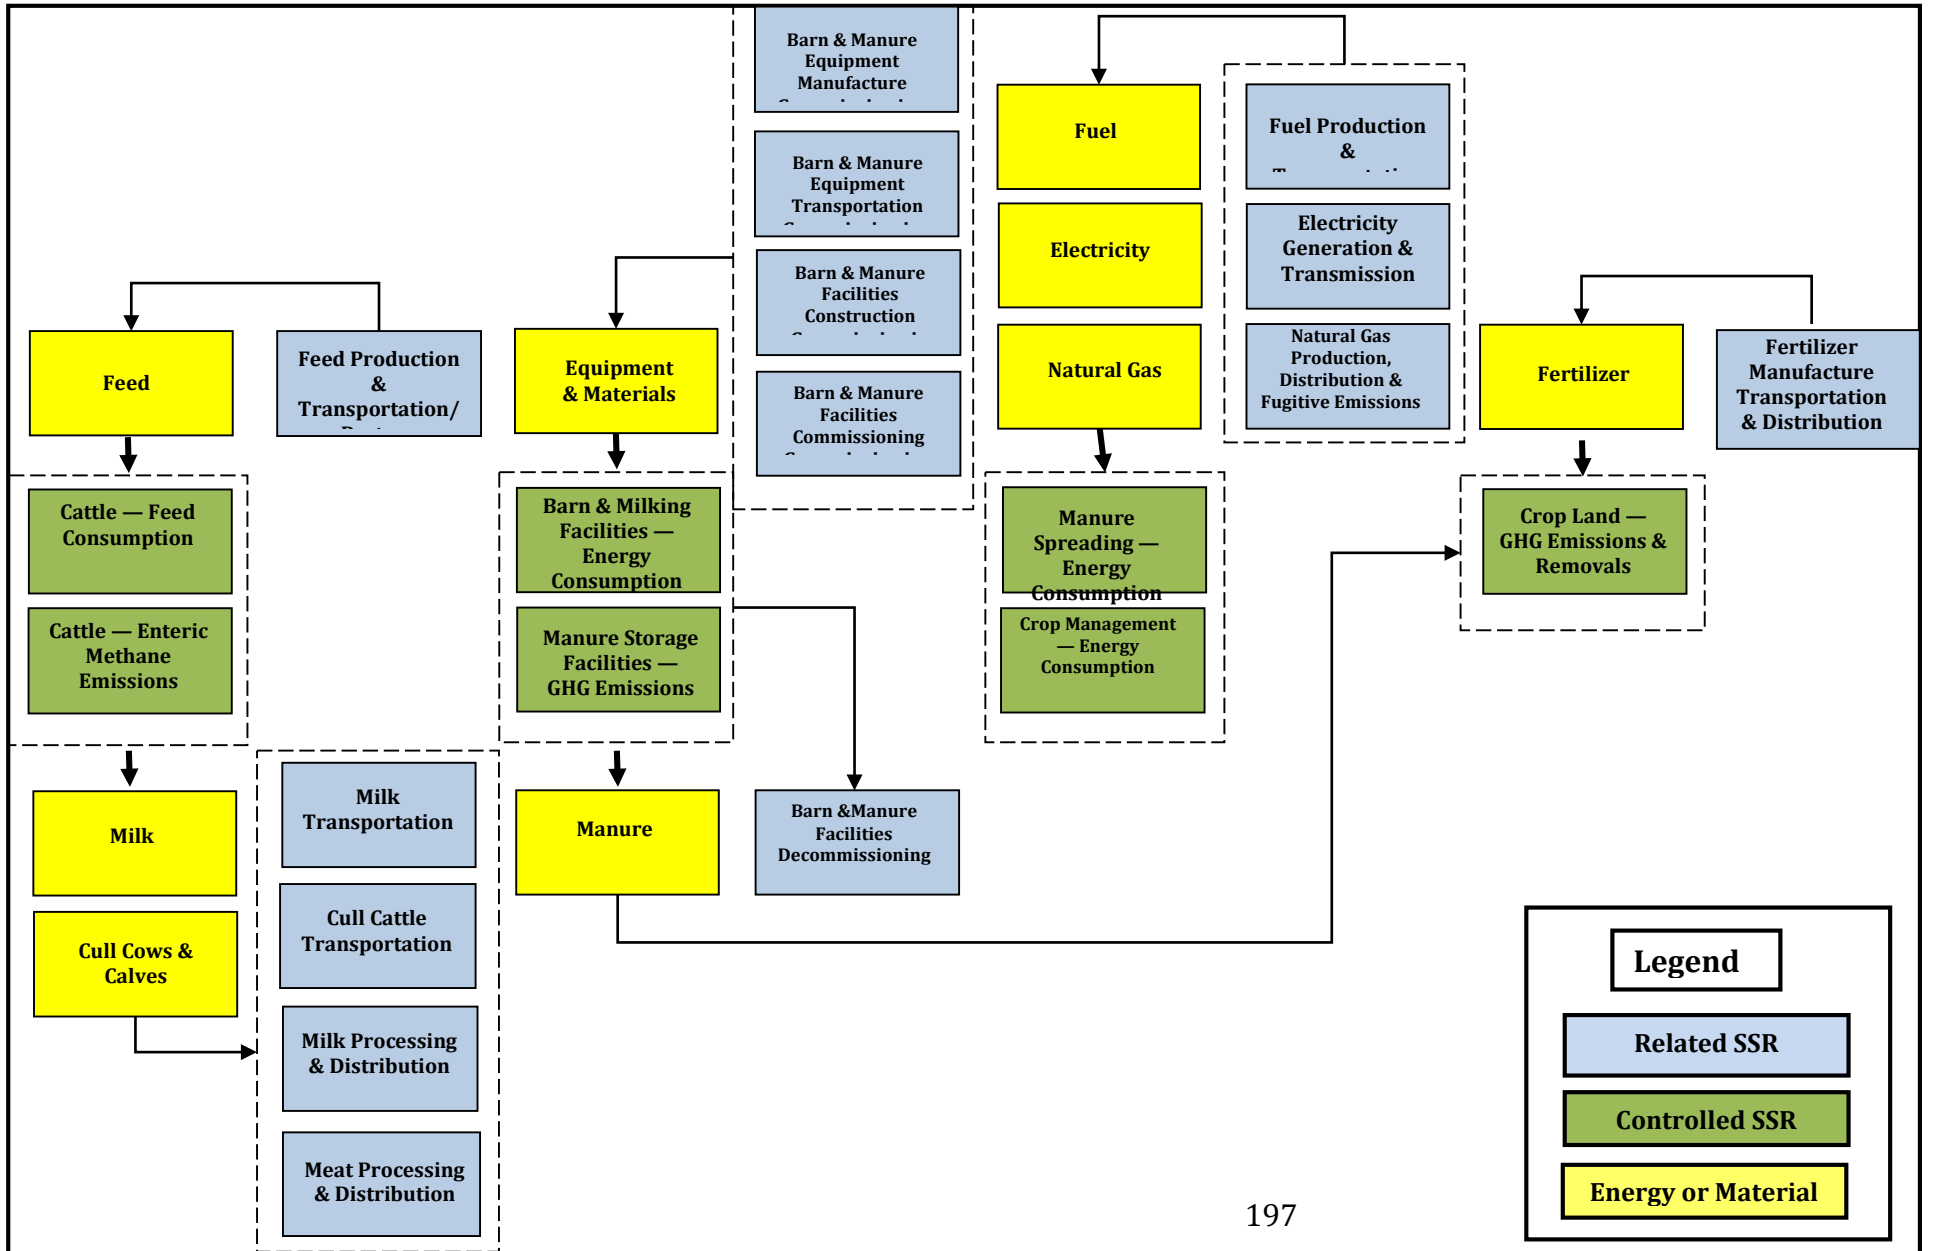 Barn & Manure
Equipment
Manufacture
Barn & Manure
Equipment
Transportation
Barn & Manure
Facilities
Construction
Barn & Manure
Facilities
Commissioning
Fuel
Electricity
Natural Gas
Fuel Production
&
Electricity
Generation &
Transmission
Natural Gas
Production,
Distribution &
Fugitive Emissions
Feed
Feed Production
&
Transportation/
Equipment
& Materials
Fertilizer
Fertilizer
Manufacture
Transportation
& Distribution
Cattle — Feed
Consumption
Cattle — Enteric
Methane
Emissions
Barn & Milking
Facilities —
Energy
Consumption
Manure Storage
Facilities —
GHG Emissions
Manure
Spreading —
Energy
Consumption
Crop Management
— Energy
Consumption
Crop Land —
GHG Emissions &
Removals
Milk
Cull Cows &
Calves
Milk
Transportation
Cull Cattle
Transportation
Milk Processing
& Distribution
Meat Processing
& Distribution
Manure
Barn &Manure
Facilities
Decommissioning
Legend
Related SSR
Controlled SSR
Energy or Material
197